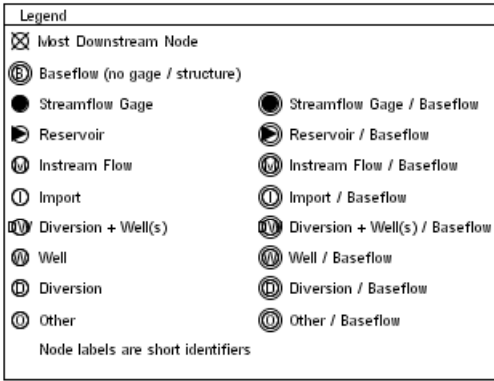 Legend
Most Downstream Node
B Baseflow (no gage / structure)
Streamflow Gage Streamflow Gage / Baseflow
Reservoir Reservoir / Baseflow
M Instream Flow M Instream Flow / Baseflow
I Import I Import / Baseflow
DW Diversion + Well(s) DW Diversion + Well(s) / Baseflow
W Well W Well / Baseflow
D Diversion D Diversion / Baseflow
O Other O Other / Baseflow
Node labels are short identifiers